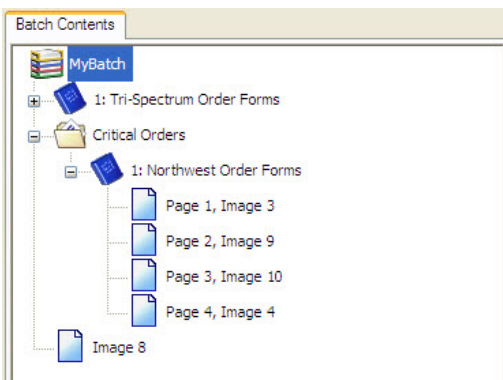 Batch Contents
MyBatch
1: Tri-Spectrum Order Forms
Critical Orders
1: Northwest Order Forms
Page 1, Image 3
Page 2, Image 9
Page 3, Image 10
Page 4, Image 4
Image 8